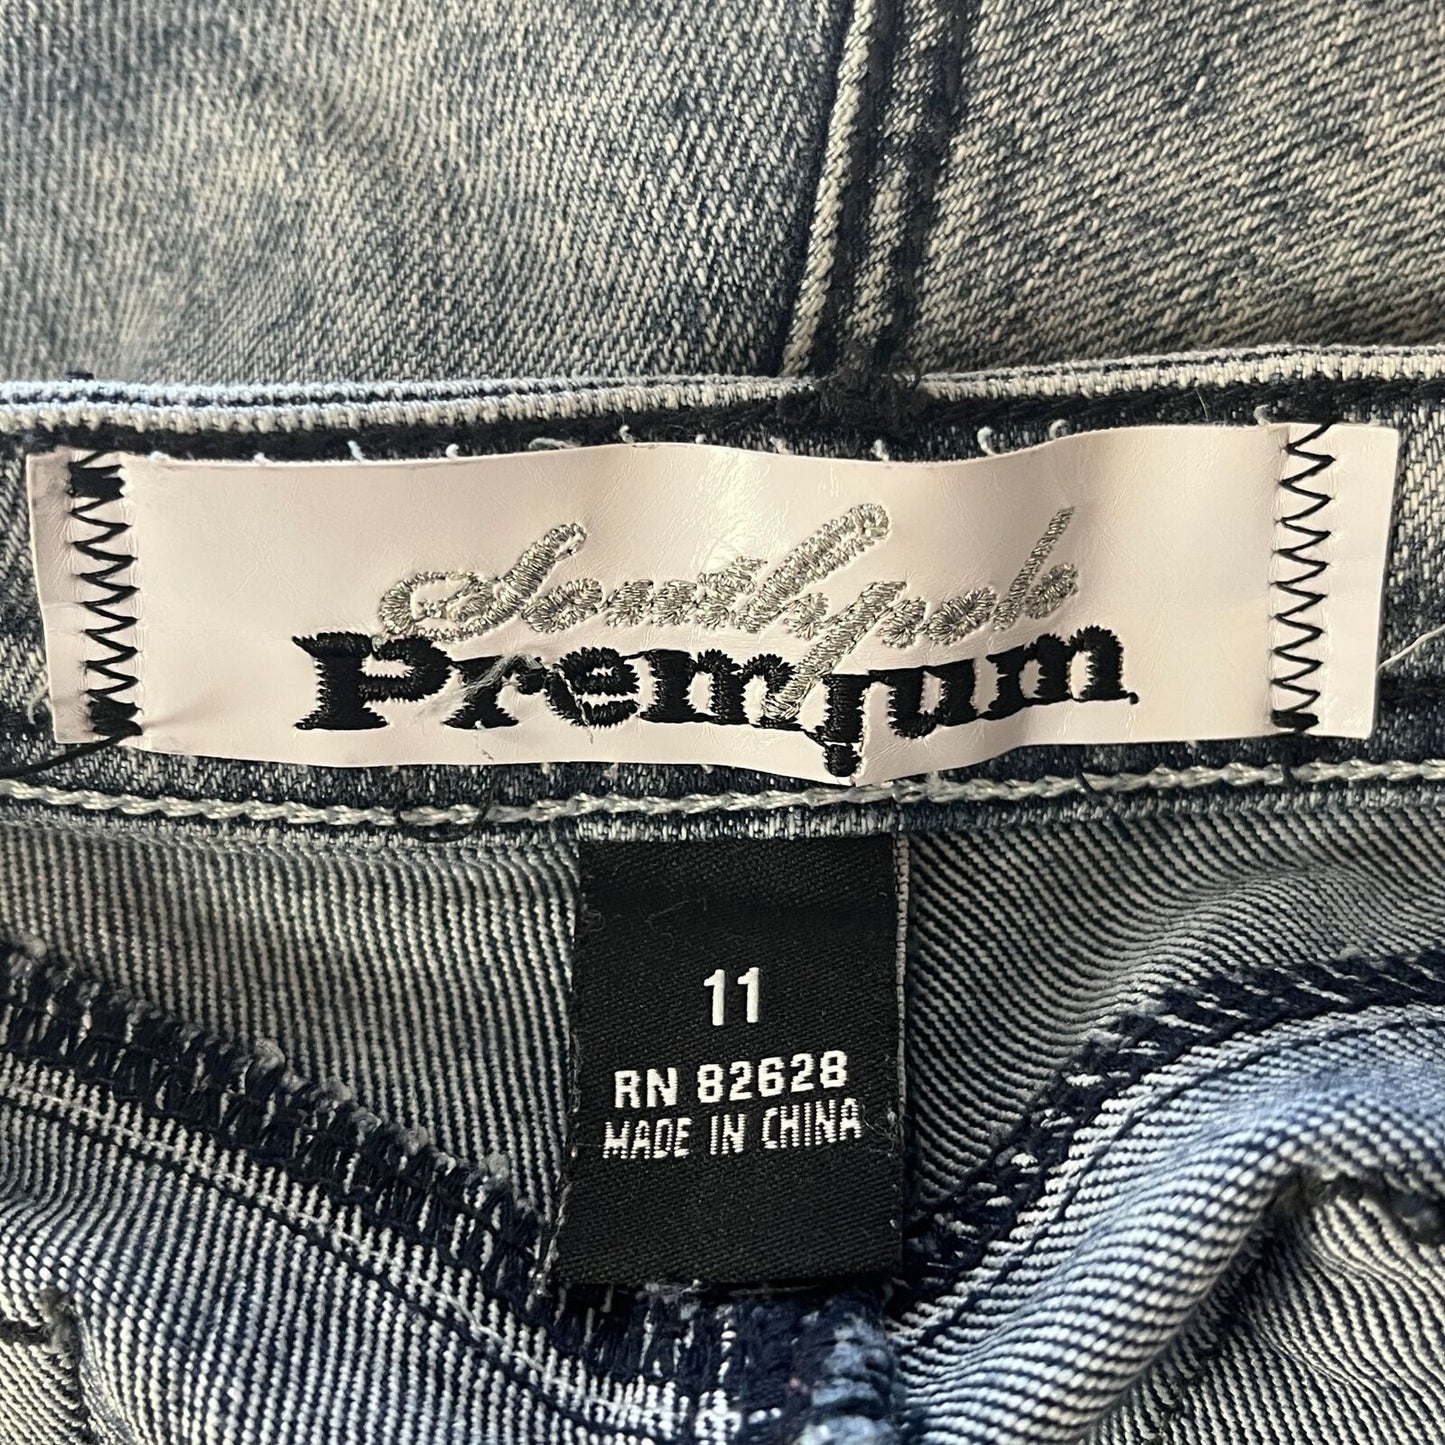 Southpole
Premium
11
RN 82628
MADE IN CHINA